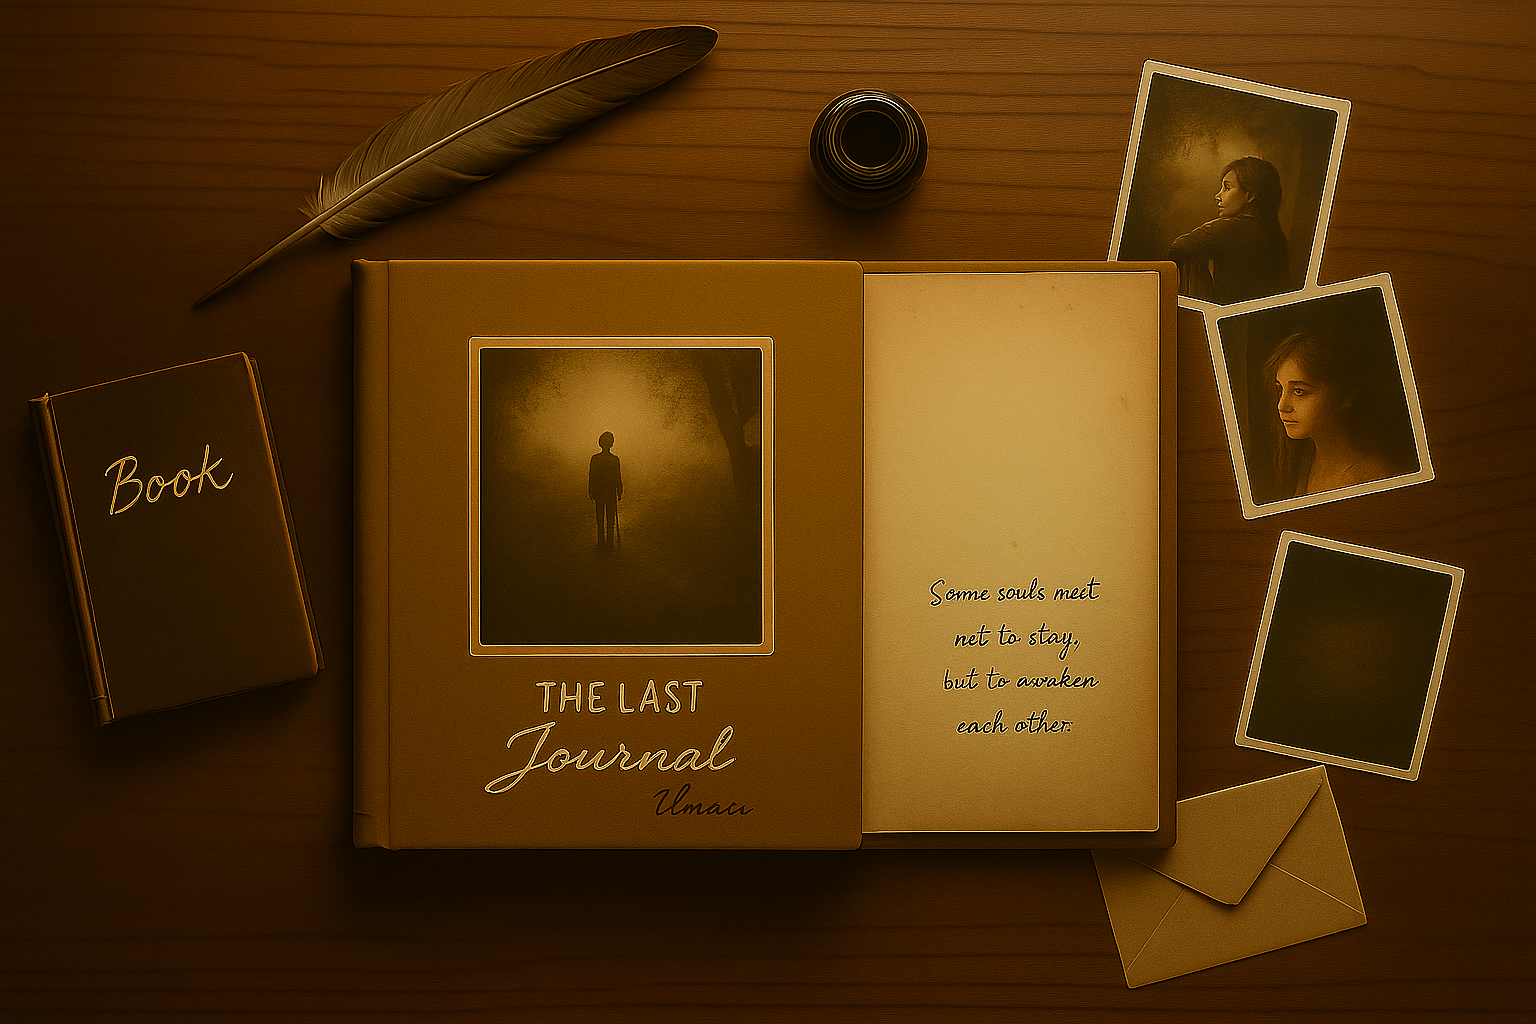 Book
THE LAST
Journal
Some souls meet
net to stay,
but to awaken
each other.